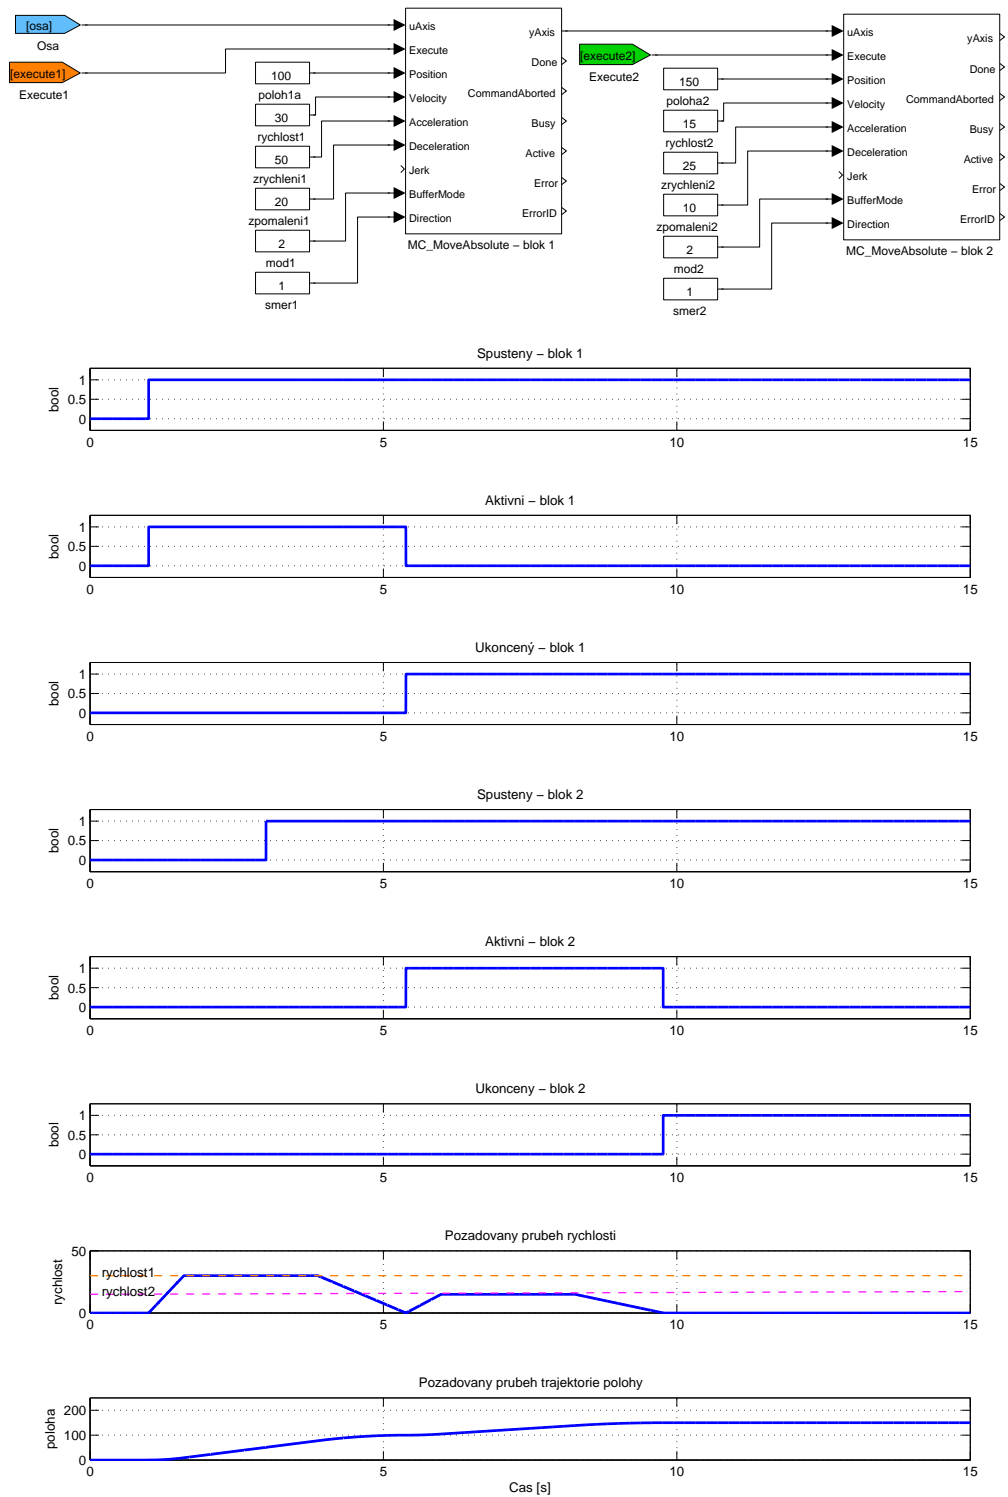 [osa]
Osa
[execute1]
Execute1
100
poloh1a
30
rychlost1
50
zrychleni1
20
zpomaleni1
2
mod1
1
smer1
uAxis
Execute
Position
Velocity
Acceleration
Deceleration
Jerk
BufferMode
Direction
yAxis
Done
CommandAborted
Busy
Active
Error
ErrorID
MC_MoveAbsolute – blok 1
[execute2]
Execute2
150
poloha2
15
rychlost2
25
zrychleni2
10
zpomaleni2
2
mod2
1
smer2
uAxis
Execute
Position
Velocity
Acceleration
Deceleration
Jerk
BufferMode
Direction
yAxis
Done
CommandAborted
Busy
Active
Error
ErrorID
MC_MoveAbsolute – blok 2
Spusteny – blok 1
bool
1
0.5
0
0 5 10 15
Aktivni – blok 1
bool
1
0.5
0
0 5 10 15
Ukoncený – blok 1
bool
1
0.5
0
0 5 10 15
Spusteny – blok 2
bool
1
0.5
0
0 5 10 15
Aktivni – blok 2
bool
1
0.5
0
0 5 10 15
Ukonceny – blok 2
bool
1
0.5
0
0 5 10 15
Pozadovany prubeh rychlosti
rychlost
50
rychlost1
rychlost2
0
0 5 10 15
Pozadovany prubeh trajektorie polohy
poloha
200
100
0
0 5 10 15
Cas [s]